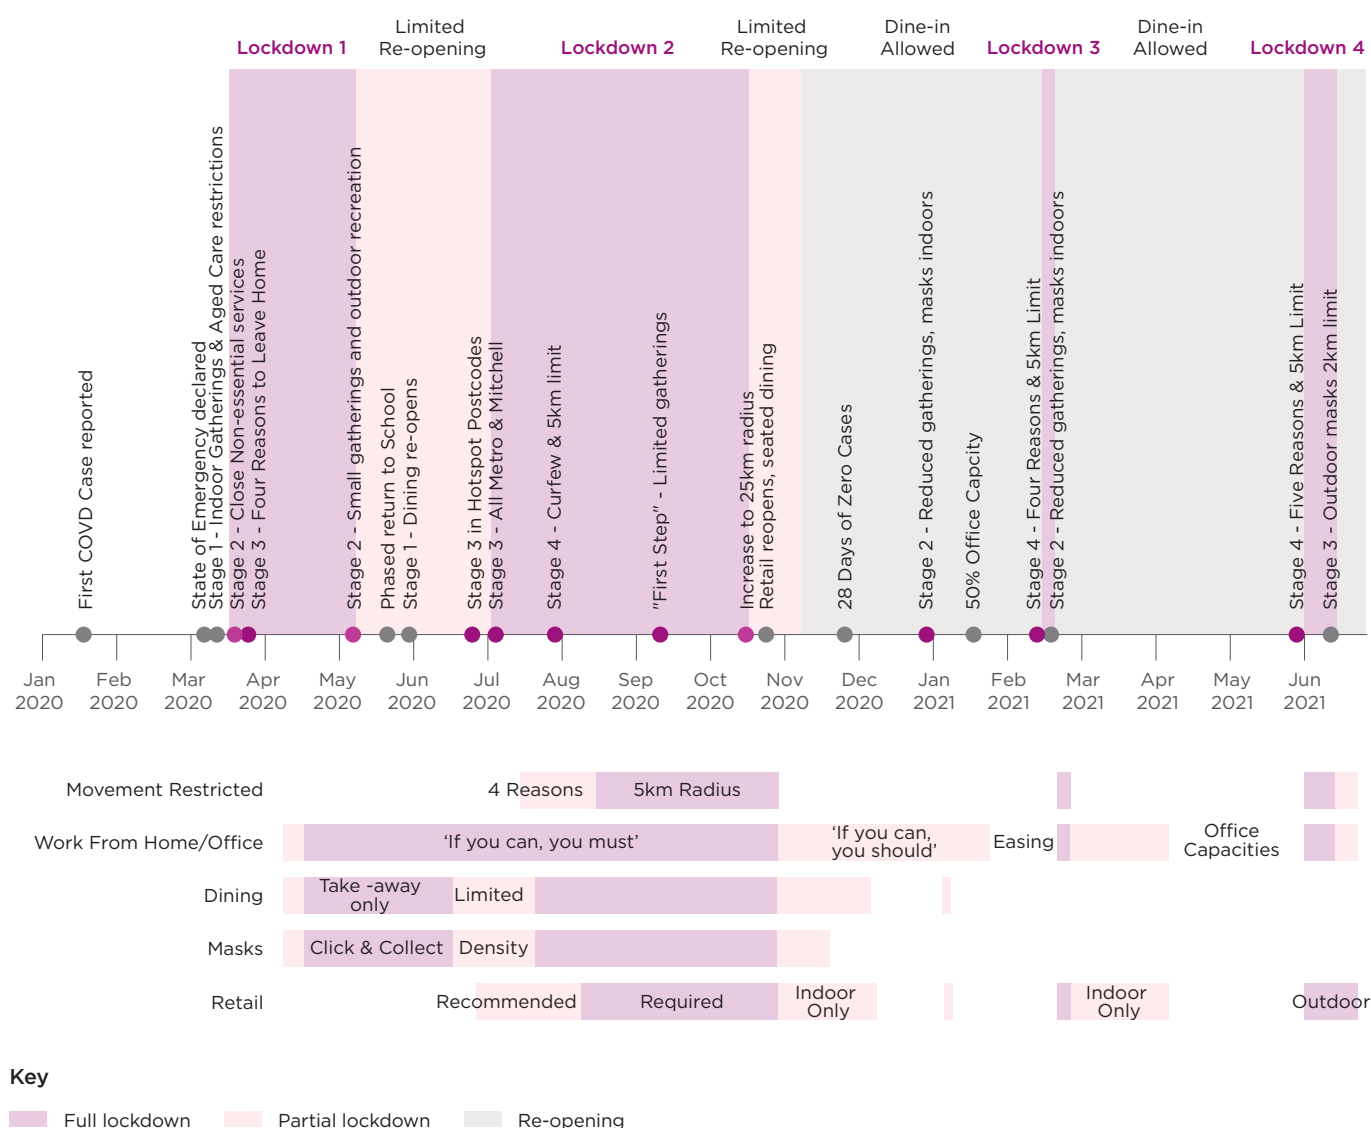 Lockdown 1
Limited
Re-opening
Lockdown 2
Limited
Re-opening
Dine-in
Allowed
Lockdown 3
Dine-in
Allowed
Lockdown 4
First COVD Case reported
State of Emergency declared
Stage 1 - Indoor Gatherings & Aged Care restrictions
Stage 2 - Close Non-essential services
Stage 3 - Four Reasons to Leave Home
Stage 2 - Small gatherings and outdoor recreation
Phased return to School
Stage 1 - Dining re-opens
Stage 3 in Hotspot Postcodes
Stage 3 - All Metro & Mitchell
Stage 4 - Curfew & 5km limit
"First Step" - Limited gatherings
Increase to 25km radius
Retail reopens, seated dining
28 Days of Zero Cases
Stage 2 - Reduced gatherings, masks indoors
50% Office Capcity
Stage 4 - Four Reasons & 5km Limit
Stage 2 - Reduced gatherings, masks indoors
Stage 4 - Five Reasons & 5km Limit
Stage 3 - Outdoor masks 2km limit
Jan
2020
Feb
2020
Mar
2020
Apr
2020
May
2020
Jun
2020
Jul
2020
Aug
2020
Sep
2020
Oct
2020
Nov
2020
Dec
2020
Jan
2021
Feb
2021
Mar
2021
Apr
2021
May
2021
Jun
2021
Movement Restricted
4 Reasons
5km Radius
Work From Home/Office
‘If you can, you must’
‘If you can,
you should’
Easing
Office
Capacities
Dining
Take -away
only
Limited
Masks
Click & Collect
Density
Retail
Recommended
Required
Indoor
Only
Indoor
Only
Outdoor
Key
Full lockdown
Partial lockdown
Re-opening